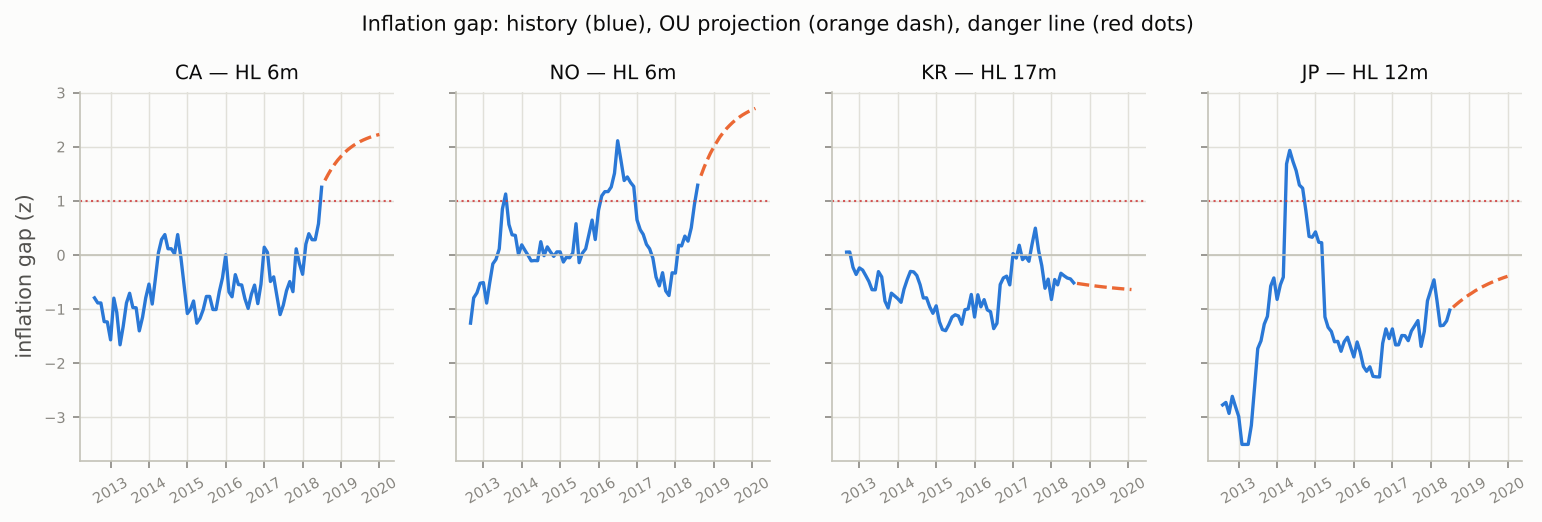 Inflation gap: history (blue), OU projection (orange dash), danger line (red dots)
CA — HL 6m
NO — HL 6m
KR — HL 17m
JP — HL 12m
inflation gap (z)
3
2
1
0
−1
−2
−3
2013 2014 2015 2016 2017 2018 2019 2020
2013 2014 2015 2016 2017 2018 2019 2020
2013 2014 2015 2016 2017 2018 2019 2020
2013 2014 2015 2016 2017 2018 2019 2020